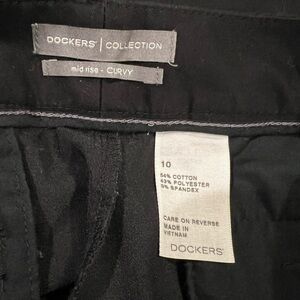 DOCKERS | COLLECTION
mid rise - CURVY
10
54% COTTON
43% POLYESTER
3% SPANDEX
CARE ON REVERSE
MADE IN
VIETNAM
DOCKERS®